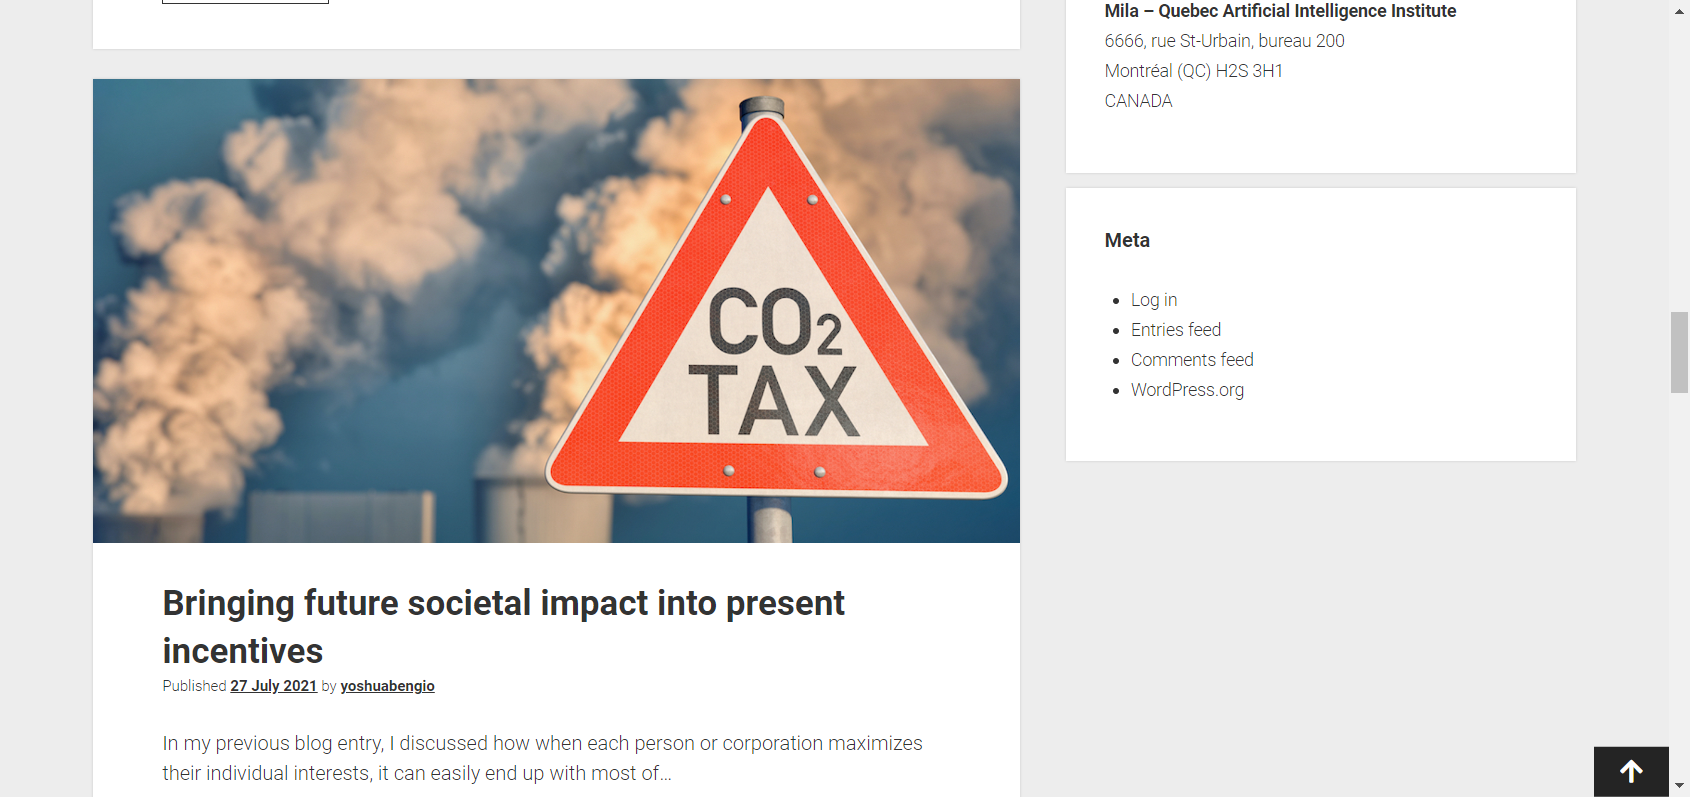 Mila – Quebec Artificial Intelligence Institute
6666, rue St-Urbain, bureau 200
Montréal (QC) H2S 3H1
CANADA
Meta
Log in
Entries feed
Comments feed
WordPress.org
CO2
TAX
Bringing future societal impact into present
incentives
Published 27 July 2021 by yoshuabengio
In my previous blog entry, I discussed how when each person or corporation maximizes
their individual interests, it can easily end up with most of…